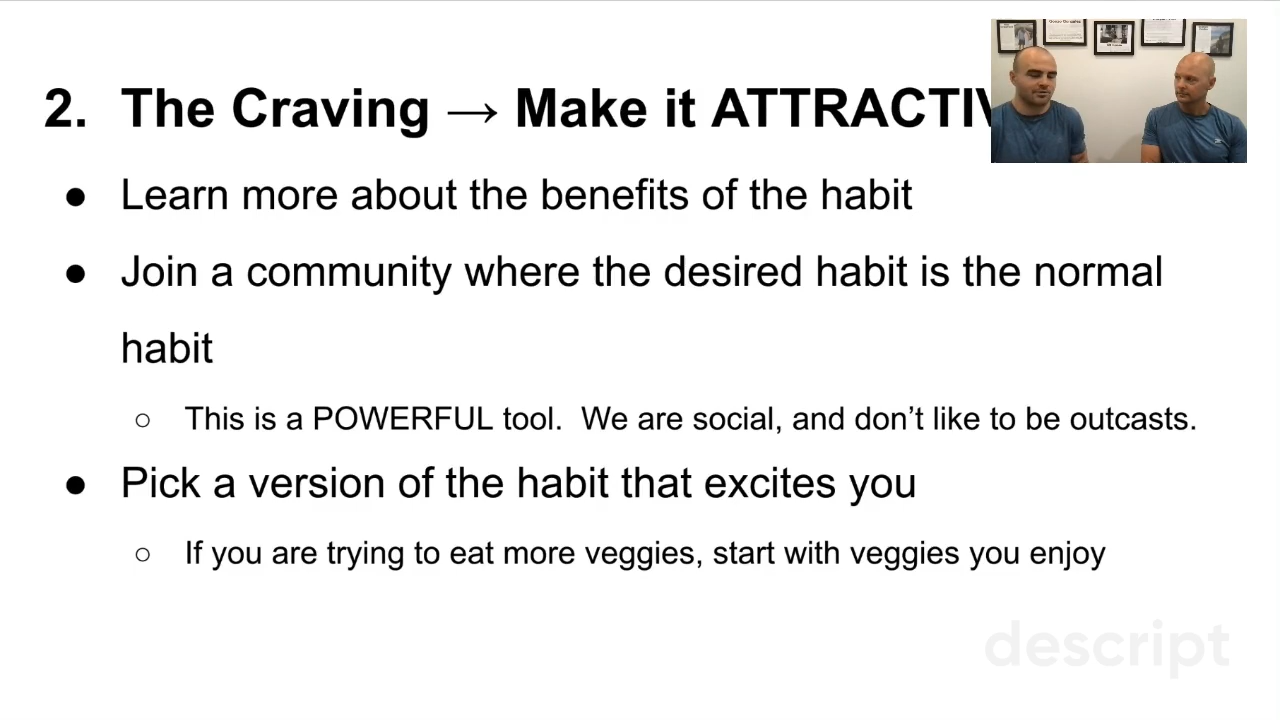 2. The Craving → Make it ATTRACTIV
● Learn more about the benefits of the habit
● Join a community where the desired habit is the normal
habit
○ This is a POWERFUL tool. We are social, and don’t like to be outcasts.
● Pick a version of the habit that excites you
○ If you are trying to eat more veggies, start with veggies you enjoy
descript